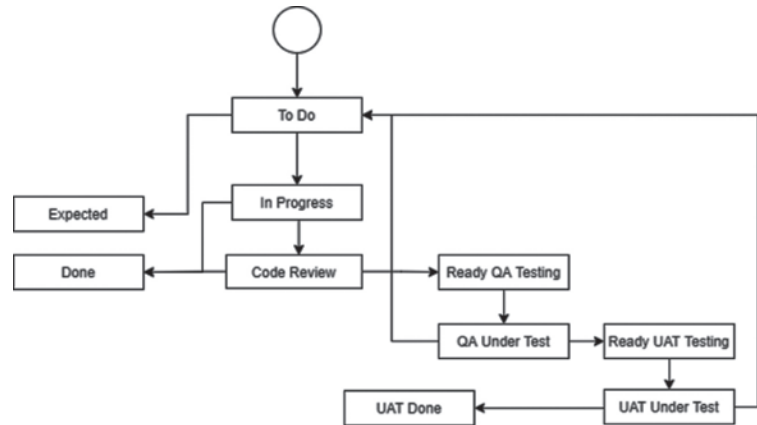 To Do
In Progress
Expected
Done
Code Review
Ready QA Testing
QA Under Test
Ready UAT Testing
UAT Done
UAT Under Test